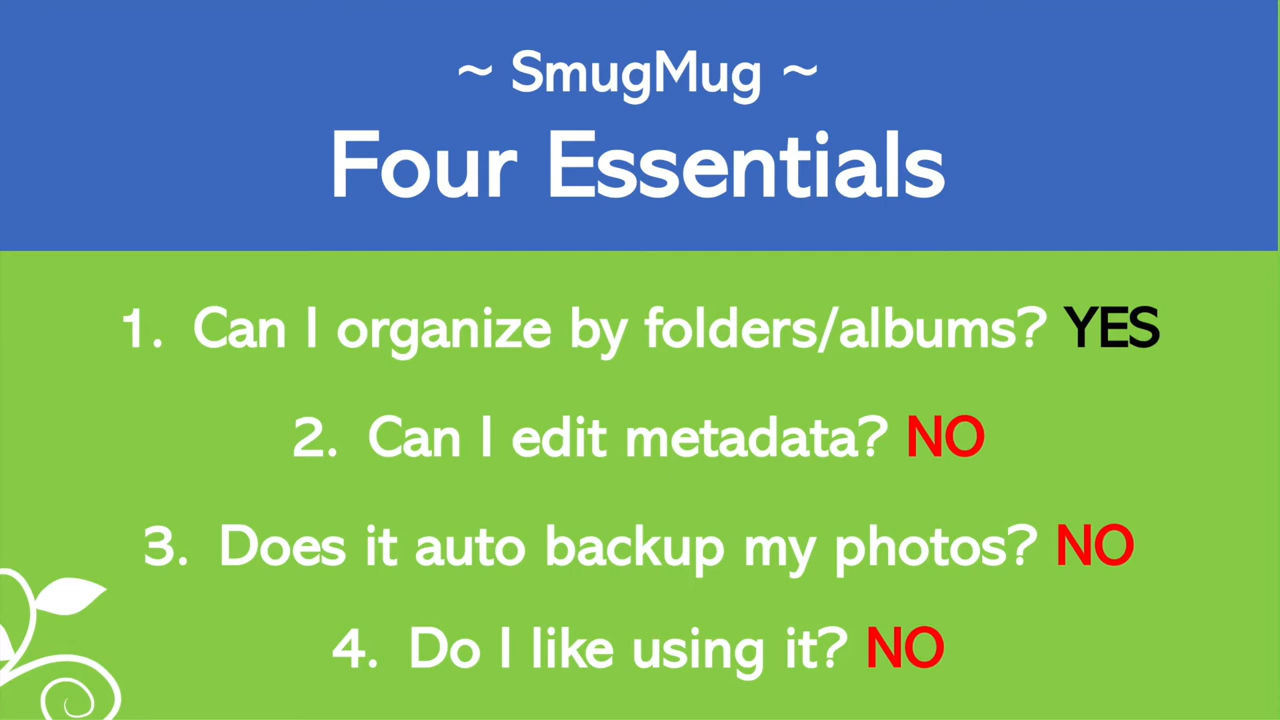 ~ SmugMug ~
Four Essentials
1. Can I organize by folders/albums? YES
2. Can I edit metadata? NO
3. Does it auto backup my photos? NO
4. Do I like using it? NO